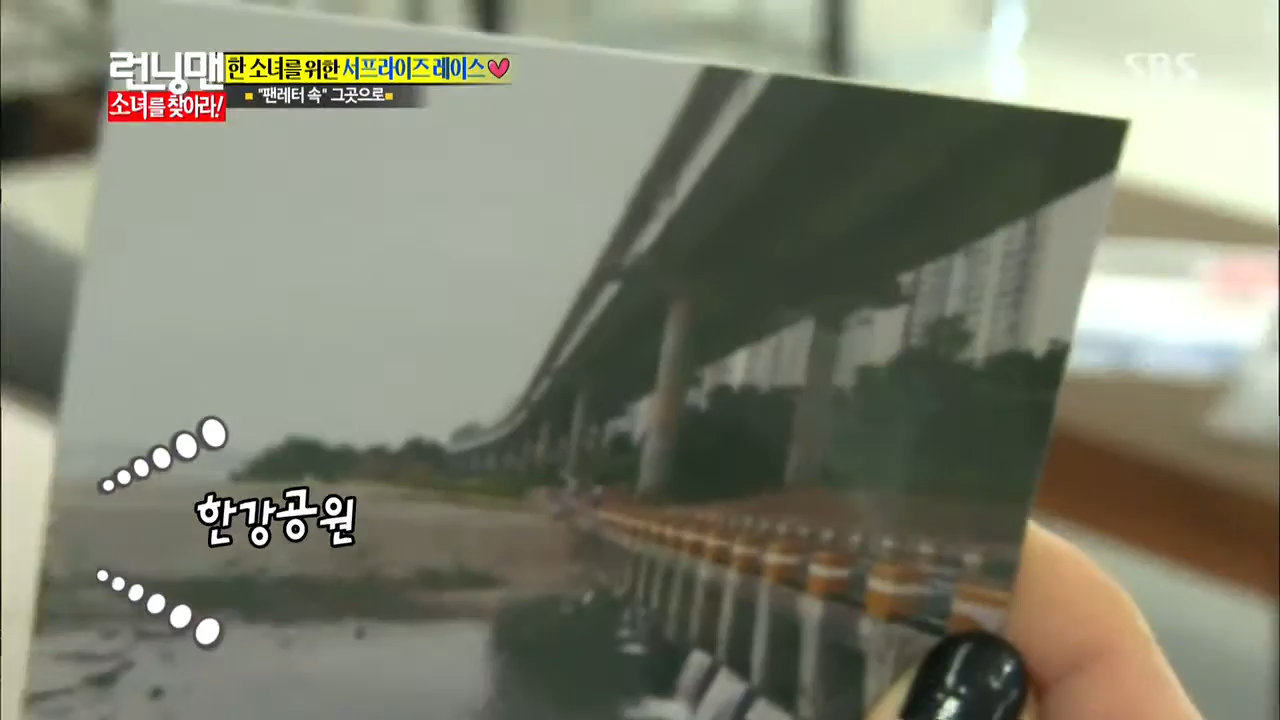 런닝맨
한 소녀를 위한 서프라이즈 레이스
소녀를 찾아라!
"팬레터 속" 그곳으로
SBS
한강공원